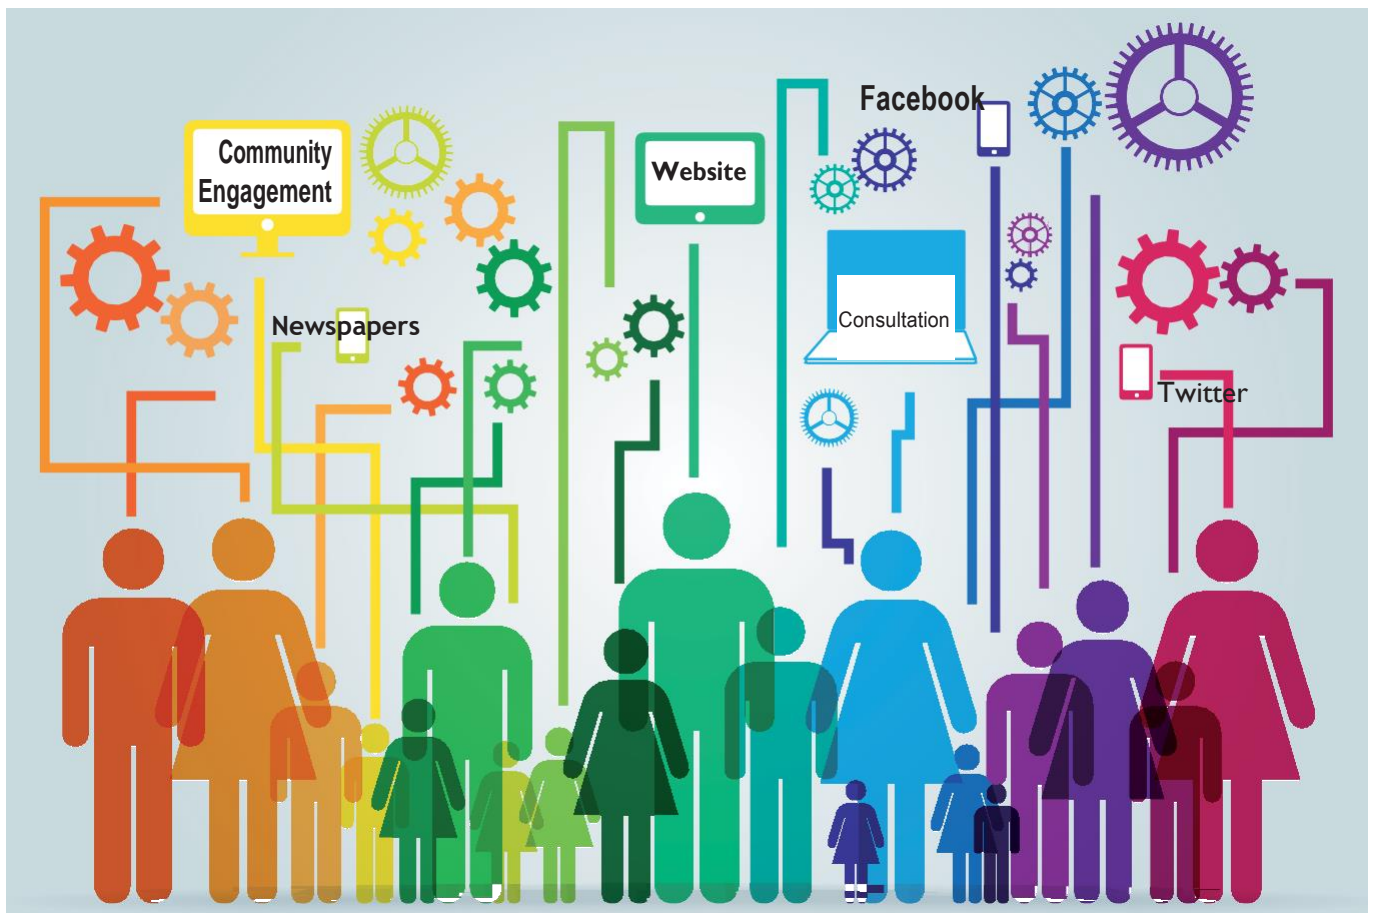 Facebook
Community
Engagement
Website
Newspapers
Consultation
Twitter